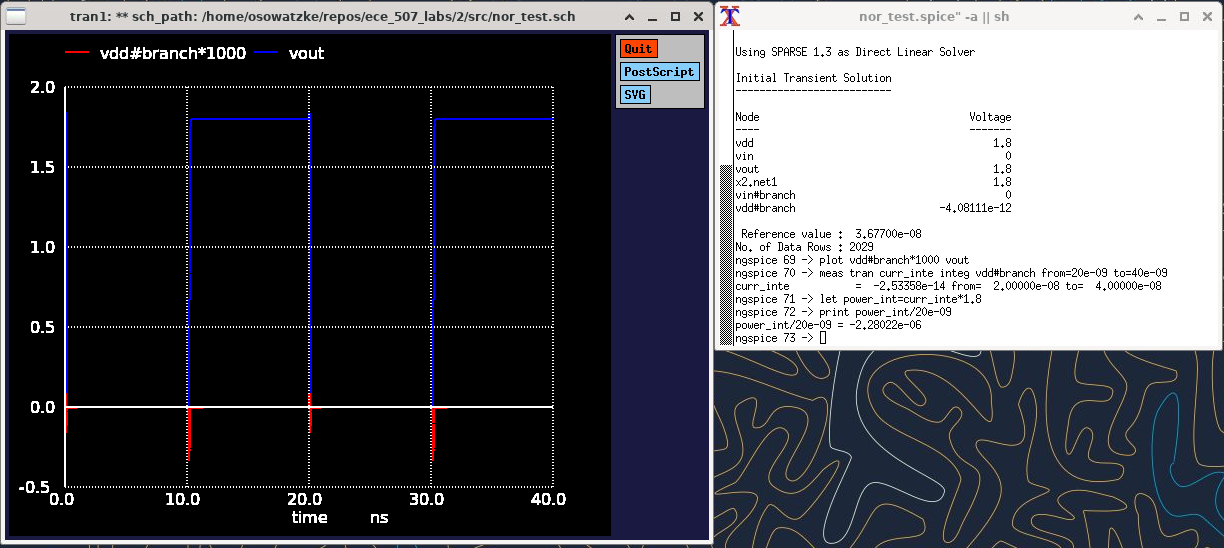 tran1: ** sch_path: /home/osowatzke/repos/ece_507_labs/2/src/nor_test.sch
vdd#branch*1000 vout
2.0
1.5
1.0
0.5
0.0
-0.5
0.0 10.0 20.0 30.0 40.0
time ns
Quit
PostScript
SVG
nor_test.spice" -a || sh
Using SPARSE 1.3 as Direct Linear Solver
Initial Transient Solution
--------------------------
Node Voltage
---- -------
vdd 1.8
vin 0
vout 1.8
x2.net1 1.8
vin#branch 0
vdd#branch -4.08111e-12
Reference value : 3.67700e-08
No. of Data Rows : 2029
ngspice 69 -> plot vdd#branch*1000 vout
ngspice 70 -> meas tran curr_inte integ vdd#branch from=20e-09 to=40e-09
curr_inte = -2.53358e-14 from= 2.00000e-08 to= 4.00000e-08
ngspice 71 -> let power_int=curr_inte*1.8
ngspice 72 -> print power_int/20e-09
power_int/20e-09 = -2.28022e-06
ngspice 73 ->